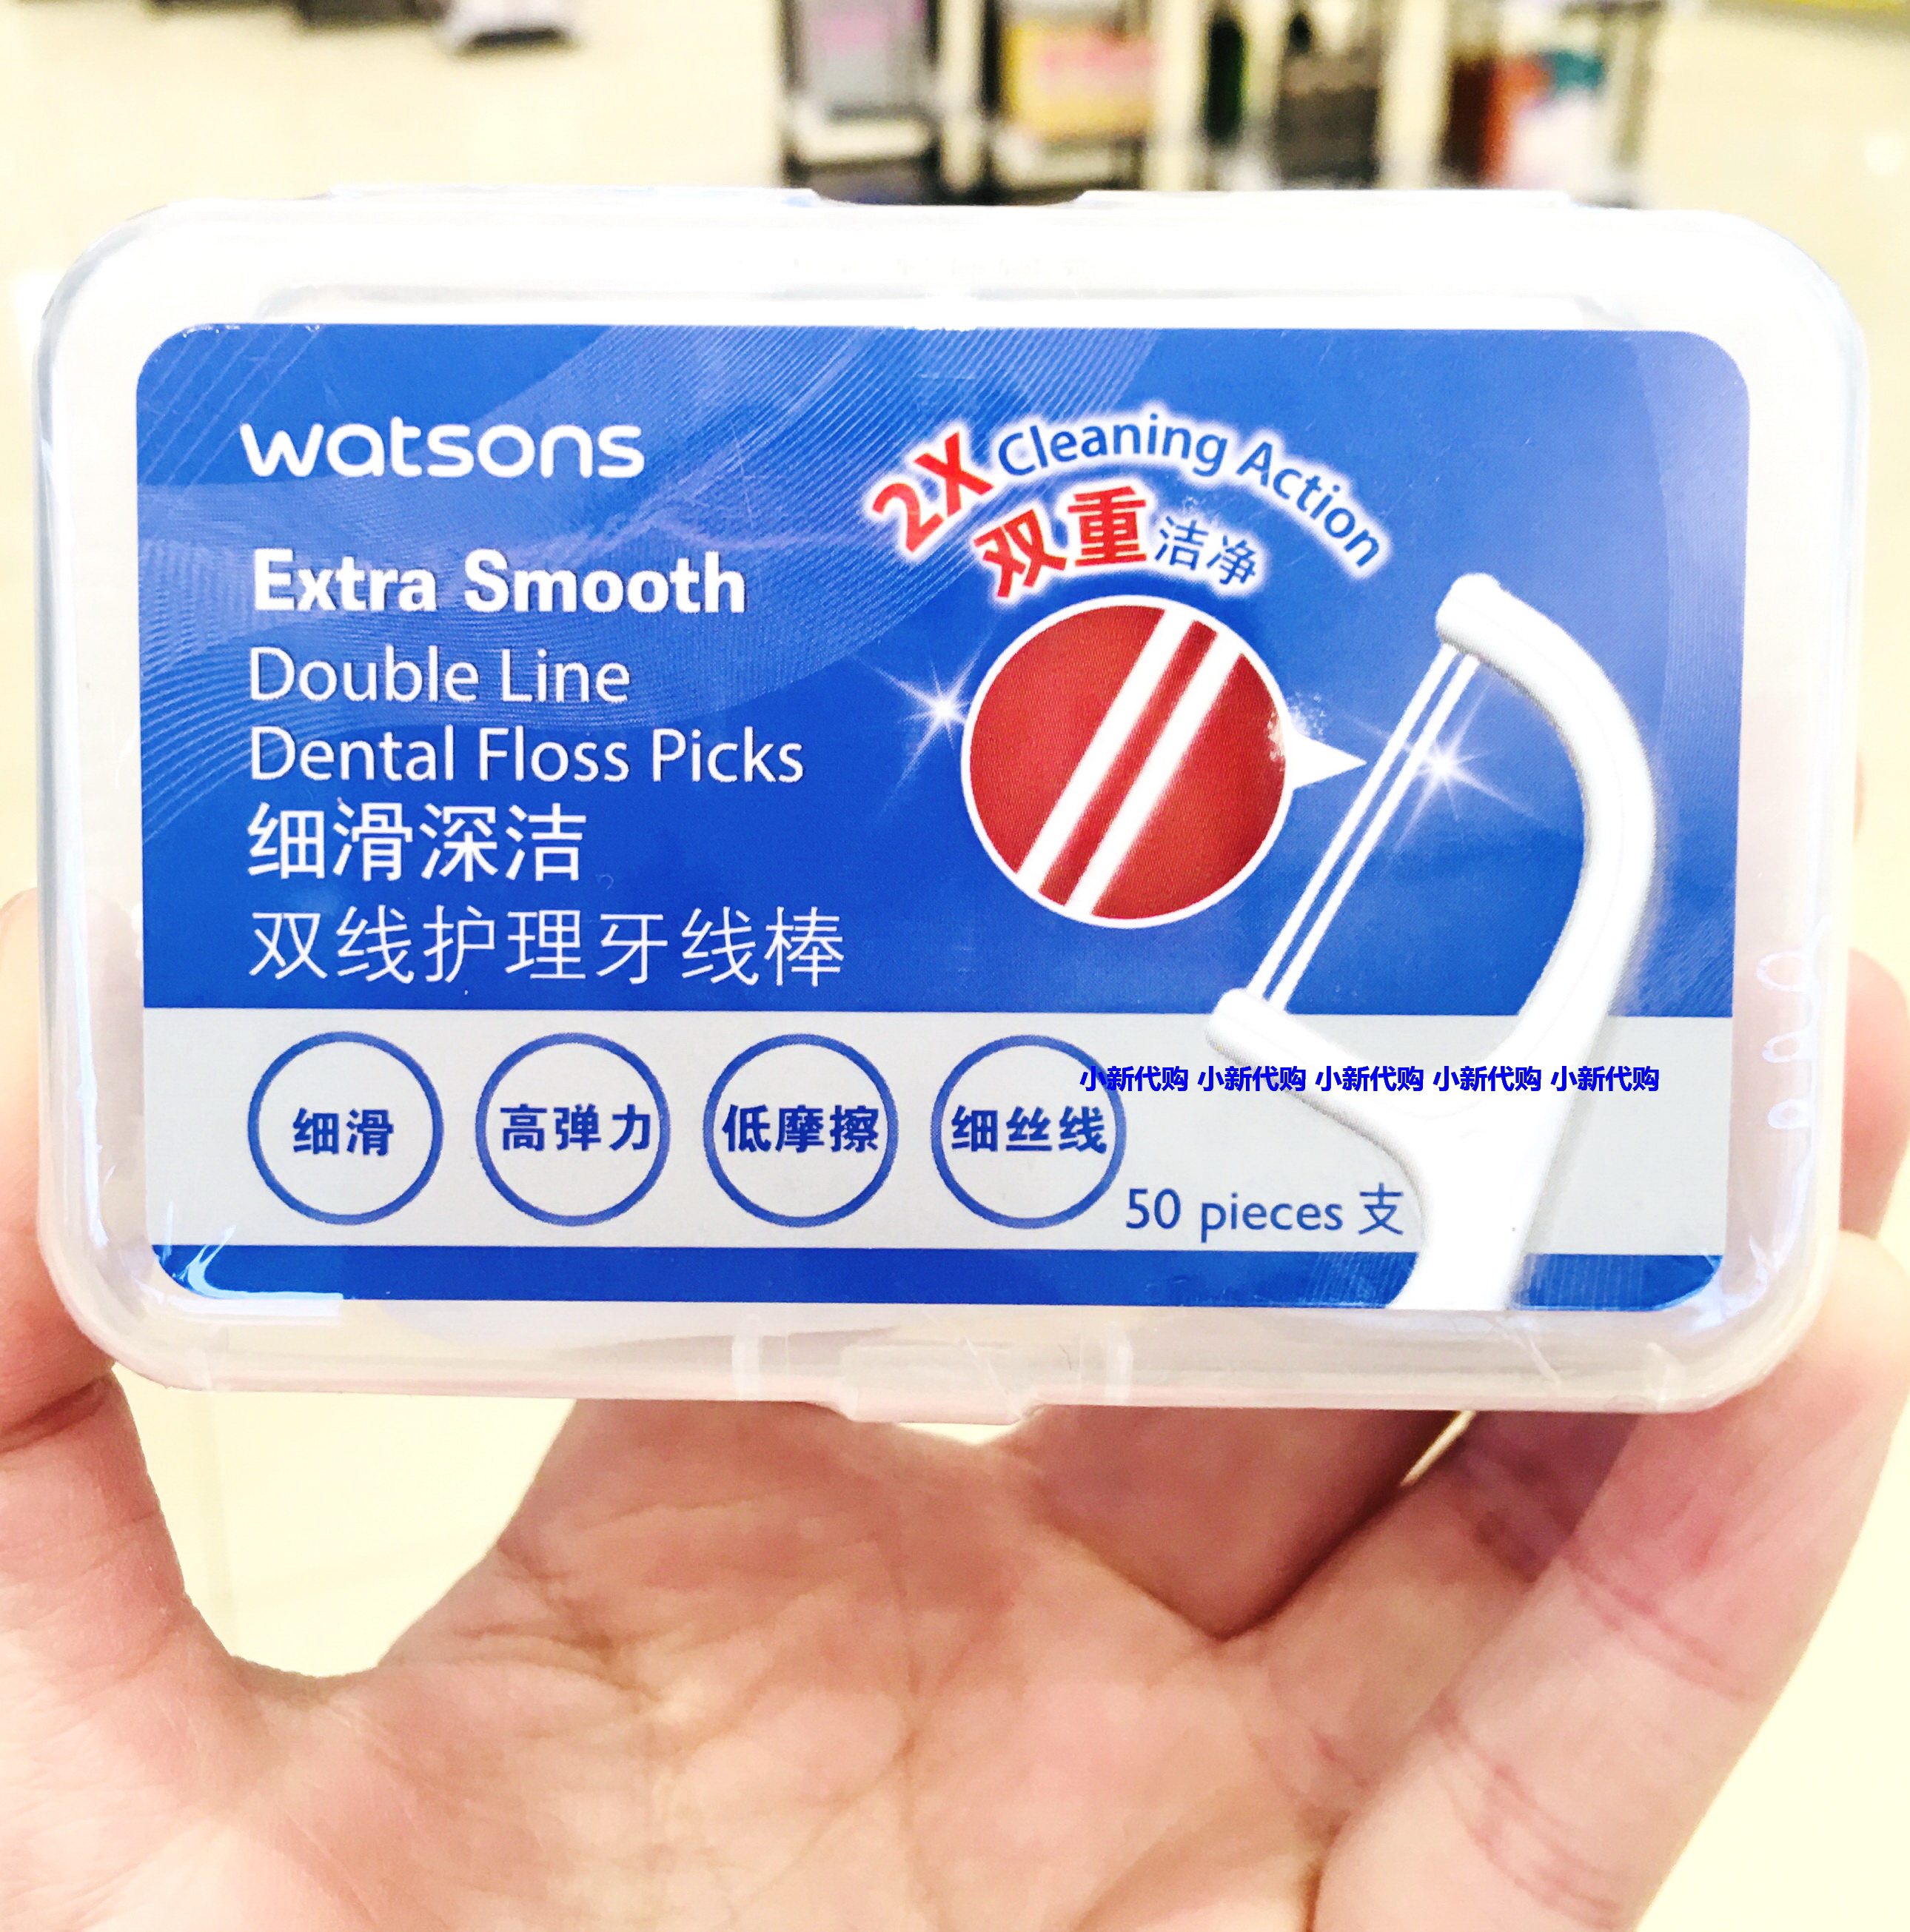 watsons
2X Cleaning Action
双重洁净
Extra Smooth
Double Line
Dental Floss Picks
细滑深洁
双线护理牙线棒
小新代购 小新代购 小新代购 小新代购 小新代购
细滑 高弹力 低摩擦 细丝线
50 pieces 支